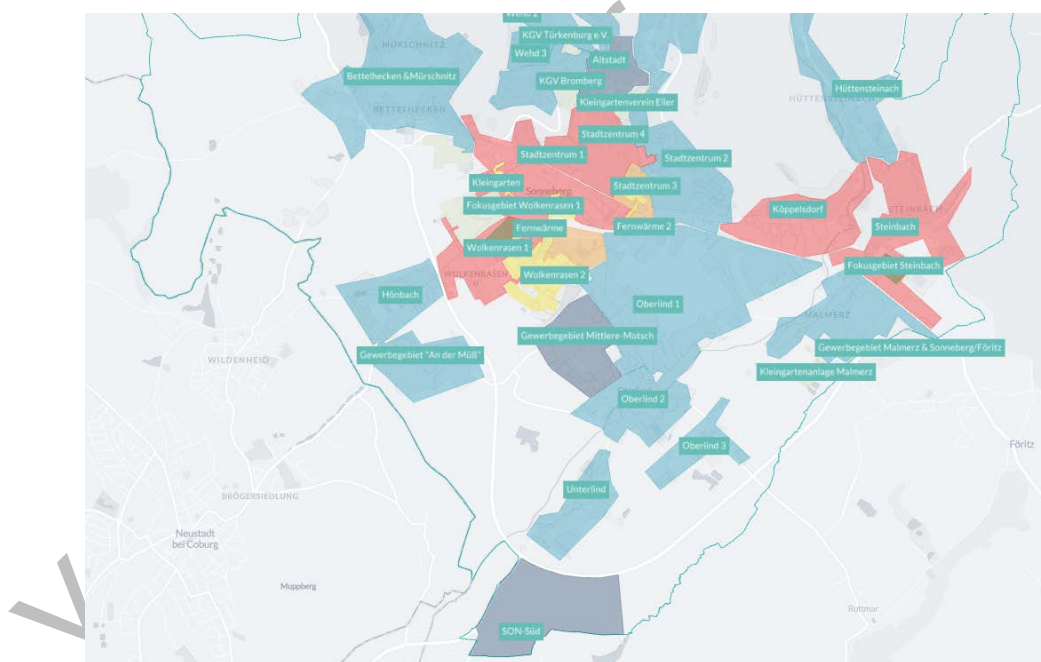 Wehd 2
KGV Türkenburg e.V.
MÜRSCHNITZ
Wehd 3
Altstadt
Bettelhecken &Mürschnitz
KGV Bromberg
Hüttensteinach
HÜTTENSTEINACH
Kleingartenverein Eller
BETTELHECKEN
Stadtzentrum 4
Stadtzentrum 1
Stadtzentrum 2
Kleingarten
Sonneberg
Stadtzentrum 3
Fokusgebiet Wolkenrasen 1
Köppelsdorf
STEINBACH
Steinbach
Fernwärme
Fernwärme 2
Wolkenrasen 1
Fokusgebiet Steinbach
WOLKENRASEN
II
Wolkenrasen 2
Hönbach
Oberlind 1
MALMERZ
Gewerbegebiet Mittlere-Motsch
Gewerbegebiet Malmerz & Sonneberg/Föritz
Gewerbegebiet "An der Müß"
WILDENHEID
Kleingartenanlage Malmerz
Oberlind 2
Oberlind 3
Föritz
Unterlind
BROGERSIEDLUNG
Neustadt
bei Coburg
Muppberg
Rottmar
SON-Süd